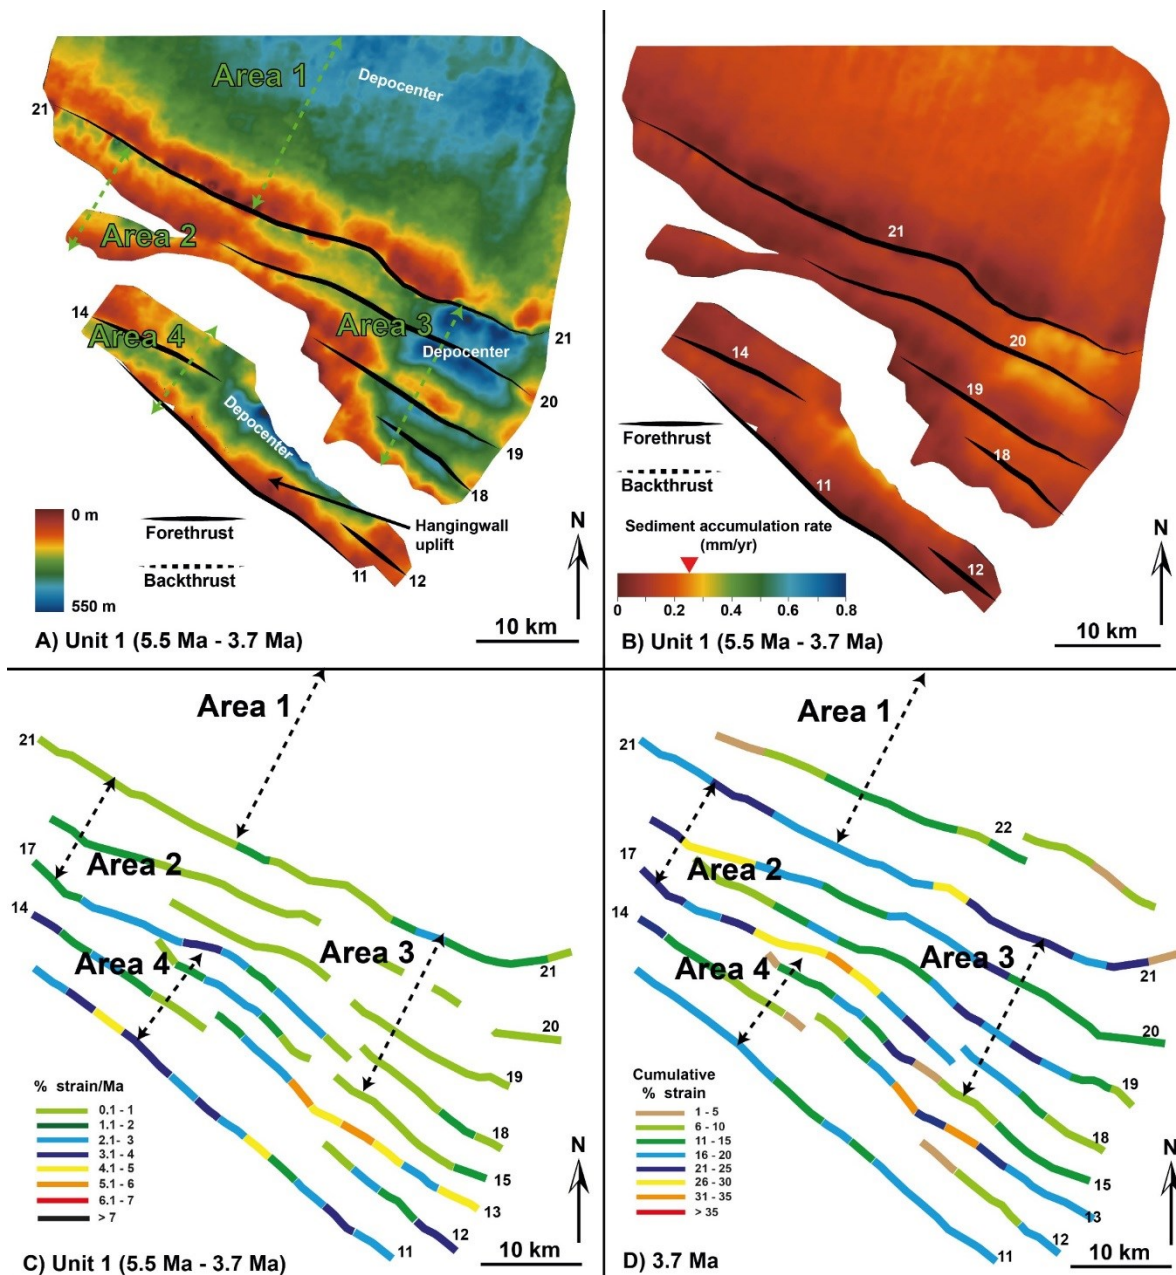 Area 1
Depocenter
21
Area 2
14
Area 4
Area 3
Depocenter
21
20
19
18
Depocenter
Hangingwall
uplift
11
12
0 m
550 m
Forethrust
Backthrust
N
10 km
A) Unit 1 (5.5 Ma - 3.7 Ma)
21
20
19
18
14
11
12
Forethrust
Backthrust
Sediment accumulation rate
(mm/yr)
0 0.2 0.4 0.6 0.8
N
10 km
B) Unit 1 (5.5 Ma - 3.7 Ma)
Area 1
21
17
Area 2
14
Area 4
Area 3
21
20
19
18
15
13
12
11
% strain/Ma
0.1 - 1
1.1 - 2
2.1 - 3
3.1 - 4
4.1 - 5
5.1 - 6
6.1 - 7
> 7
N
10 km
C) Unit 1 (5.5 Ma - 3.7 Ma)
Area 1
21
22
17
Area 2
14
Area 4
Area 3
21
20
19
18
15
13
12
11
Cumulative
% strain
1 - 5
6 - 10
11 - 15
16 - 20
21 - 25
26 - 30
31 - 35
> 35
N
10 km
D) 3.7 Ma